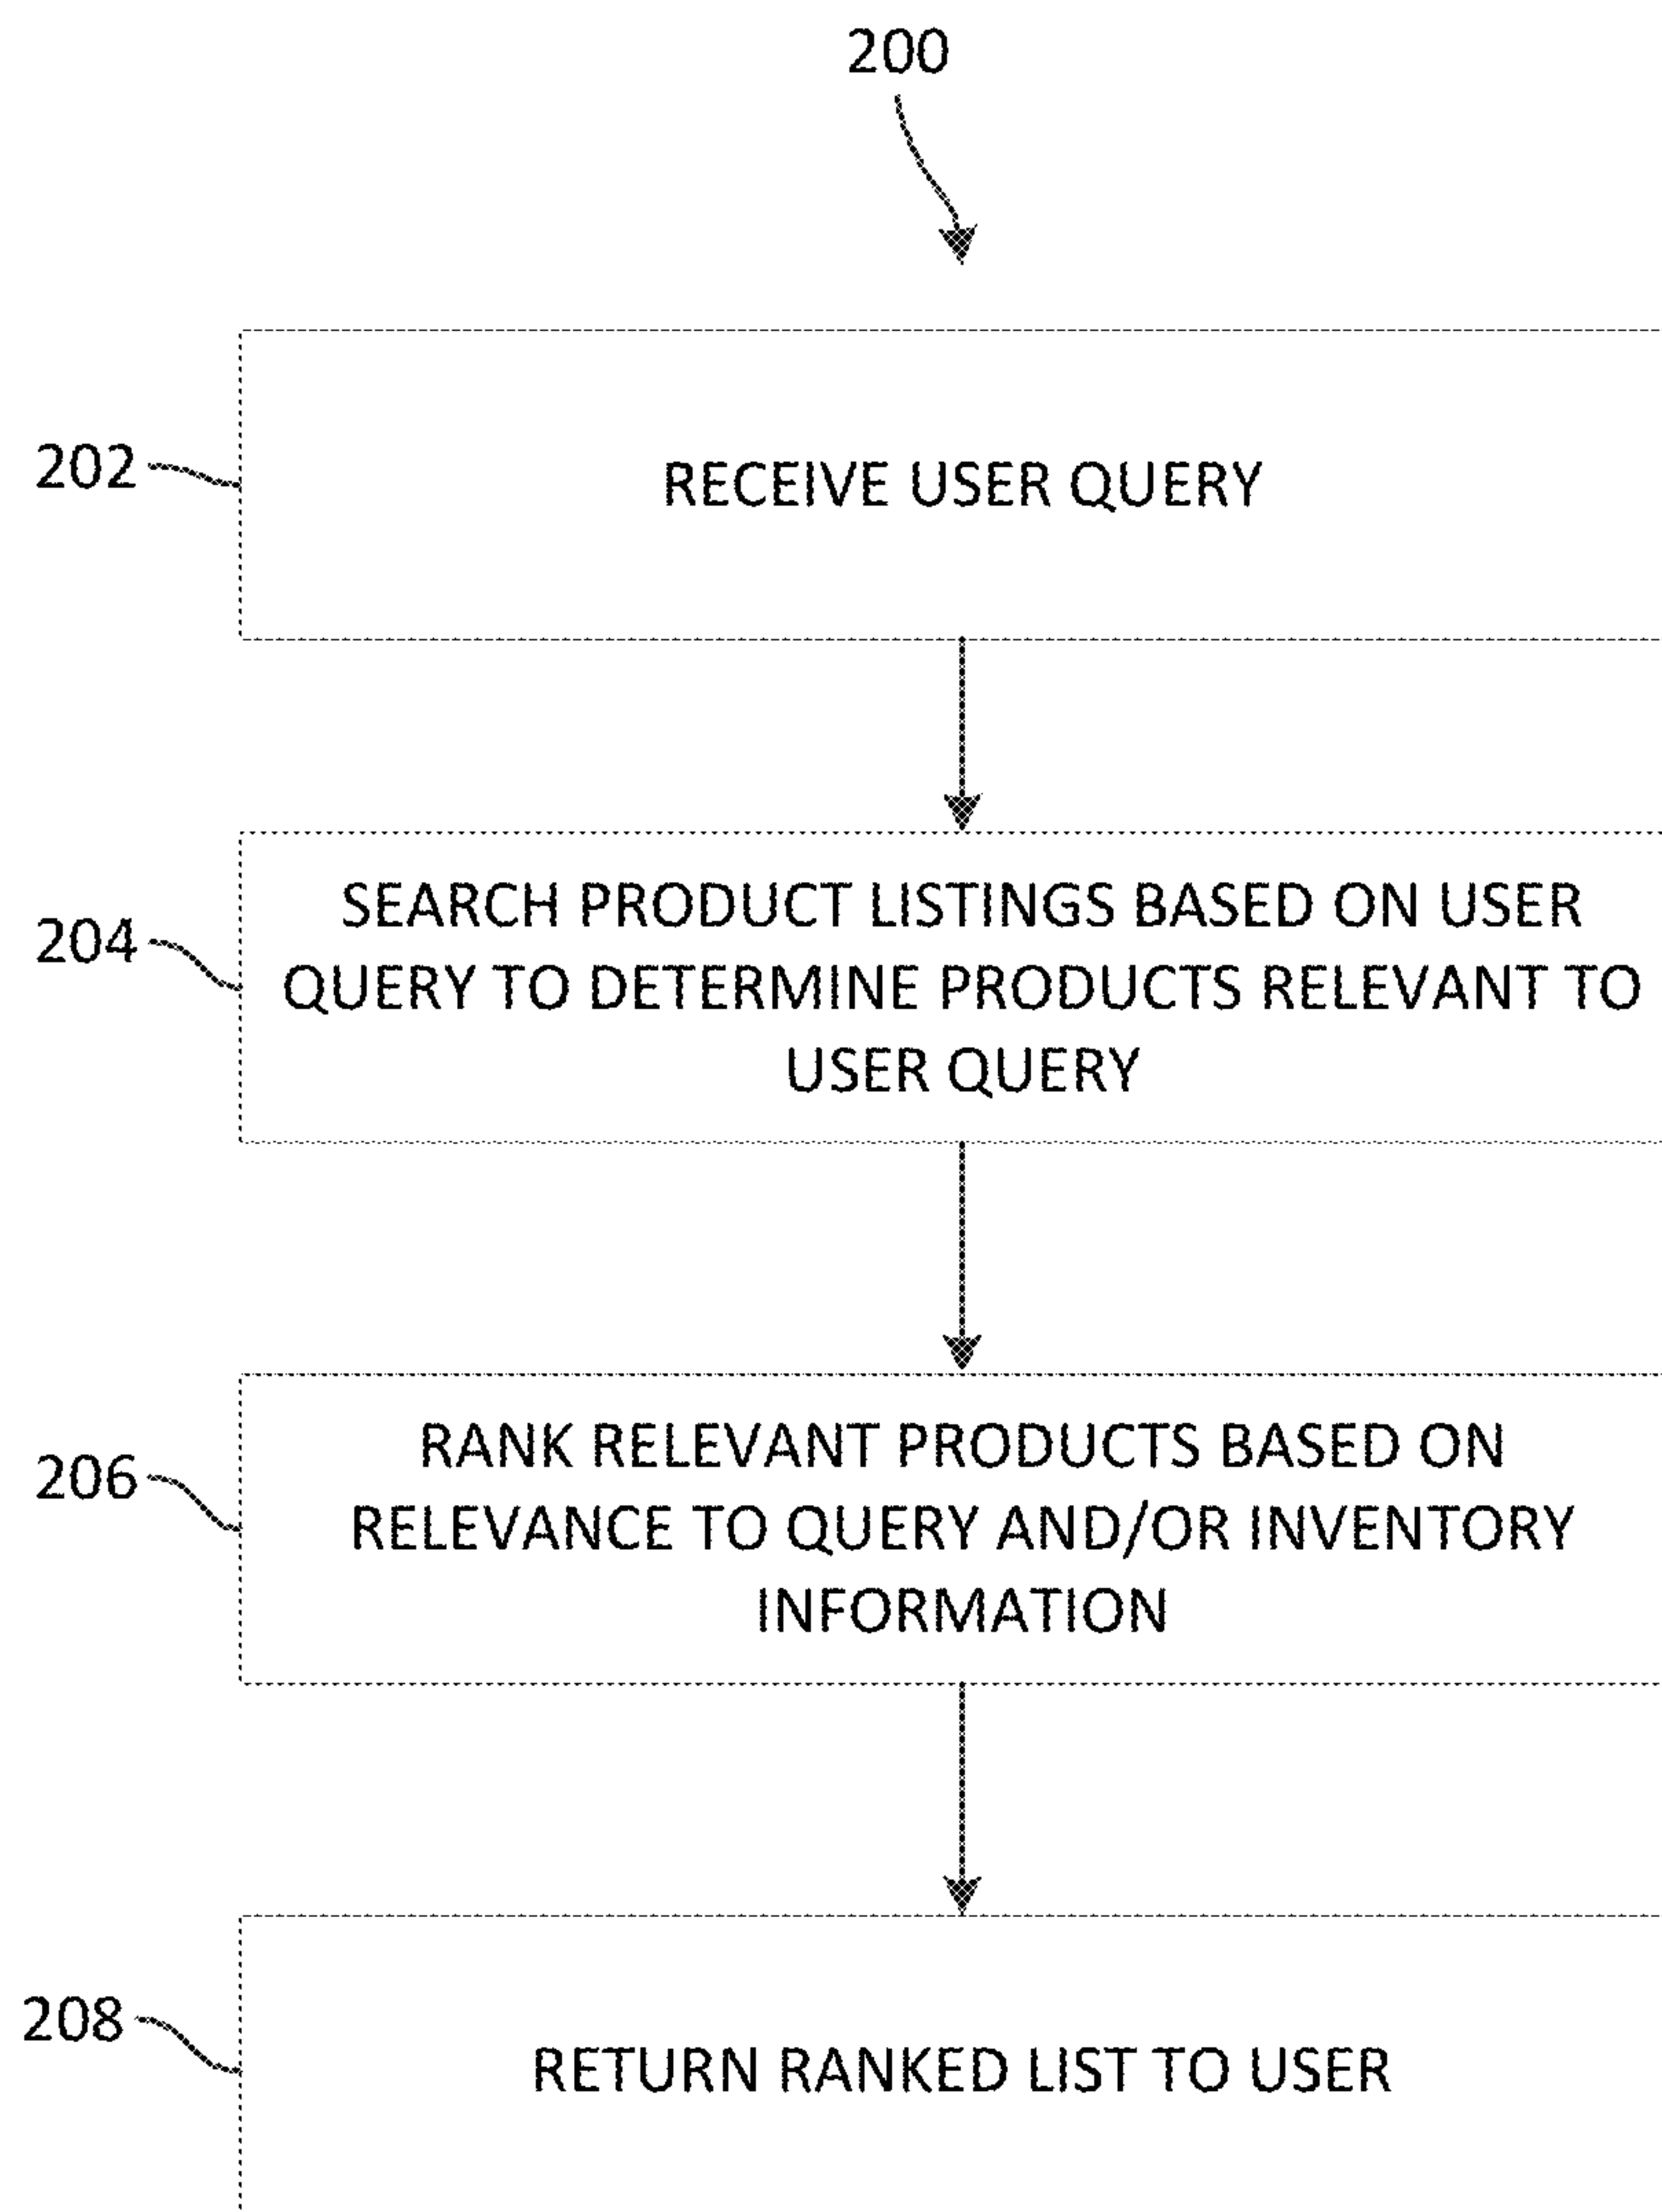 200
202
RECEIVE USER QUERY
204
SEARCH PRODUCT LISTINGS BASED ON USER
QUERY TO DETERMINE PRODUCTS RELEVANT TO
USER QUERY
206
RANK RELEVANT PRODUCTS BASED ON
RELEVANCE TO QUERY AND/OR INVENTORY
INFORMATION
208
RETURN RANKED LIST TO USER